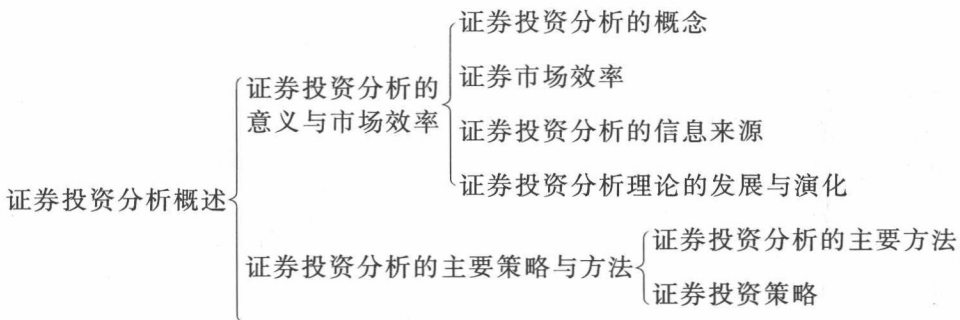 证券投资分析概述
证券投资分析的
意义与市场效率
证券投资分析的概念
证券市场效率
证券投资分析的信息来源
证券投资分析理论的发展与演化
证券投资分析的主要策略与方法
证券投资分析的主要方法
证券投资策略